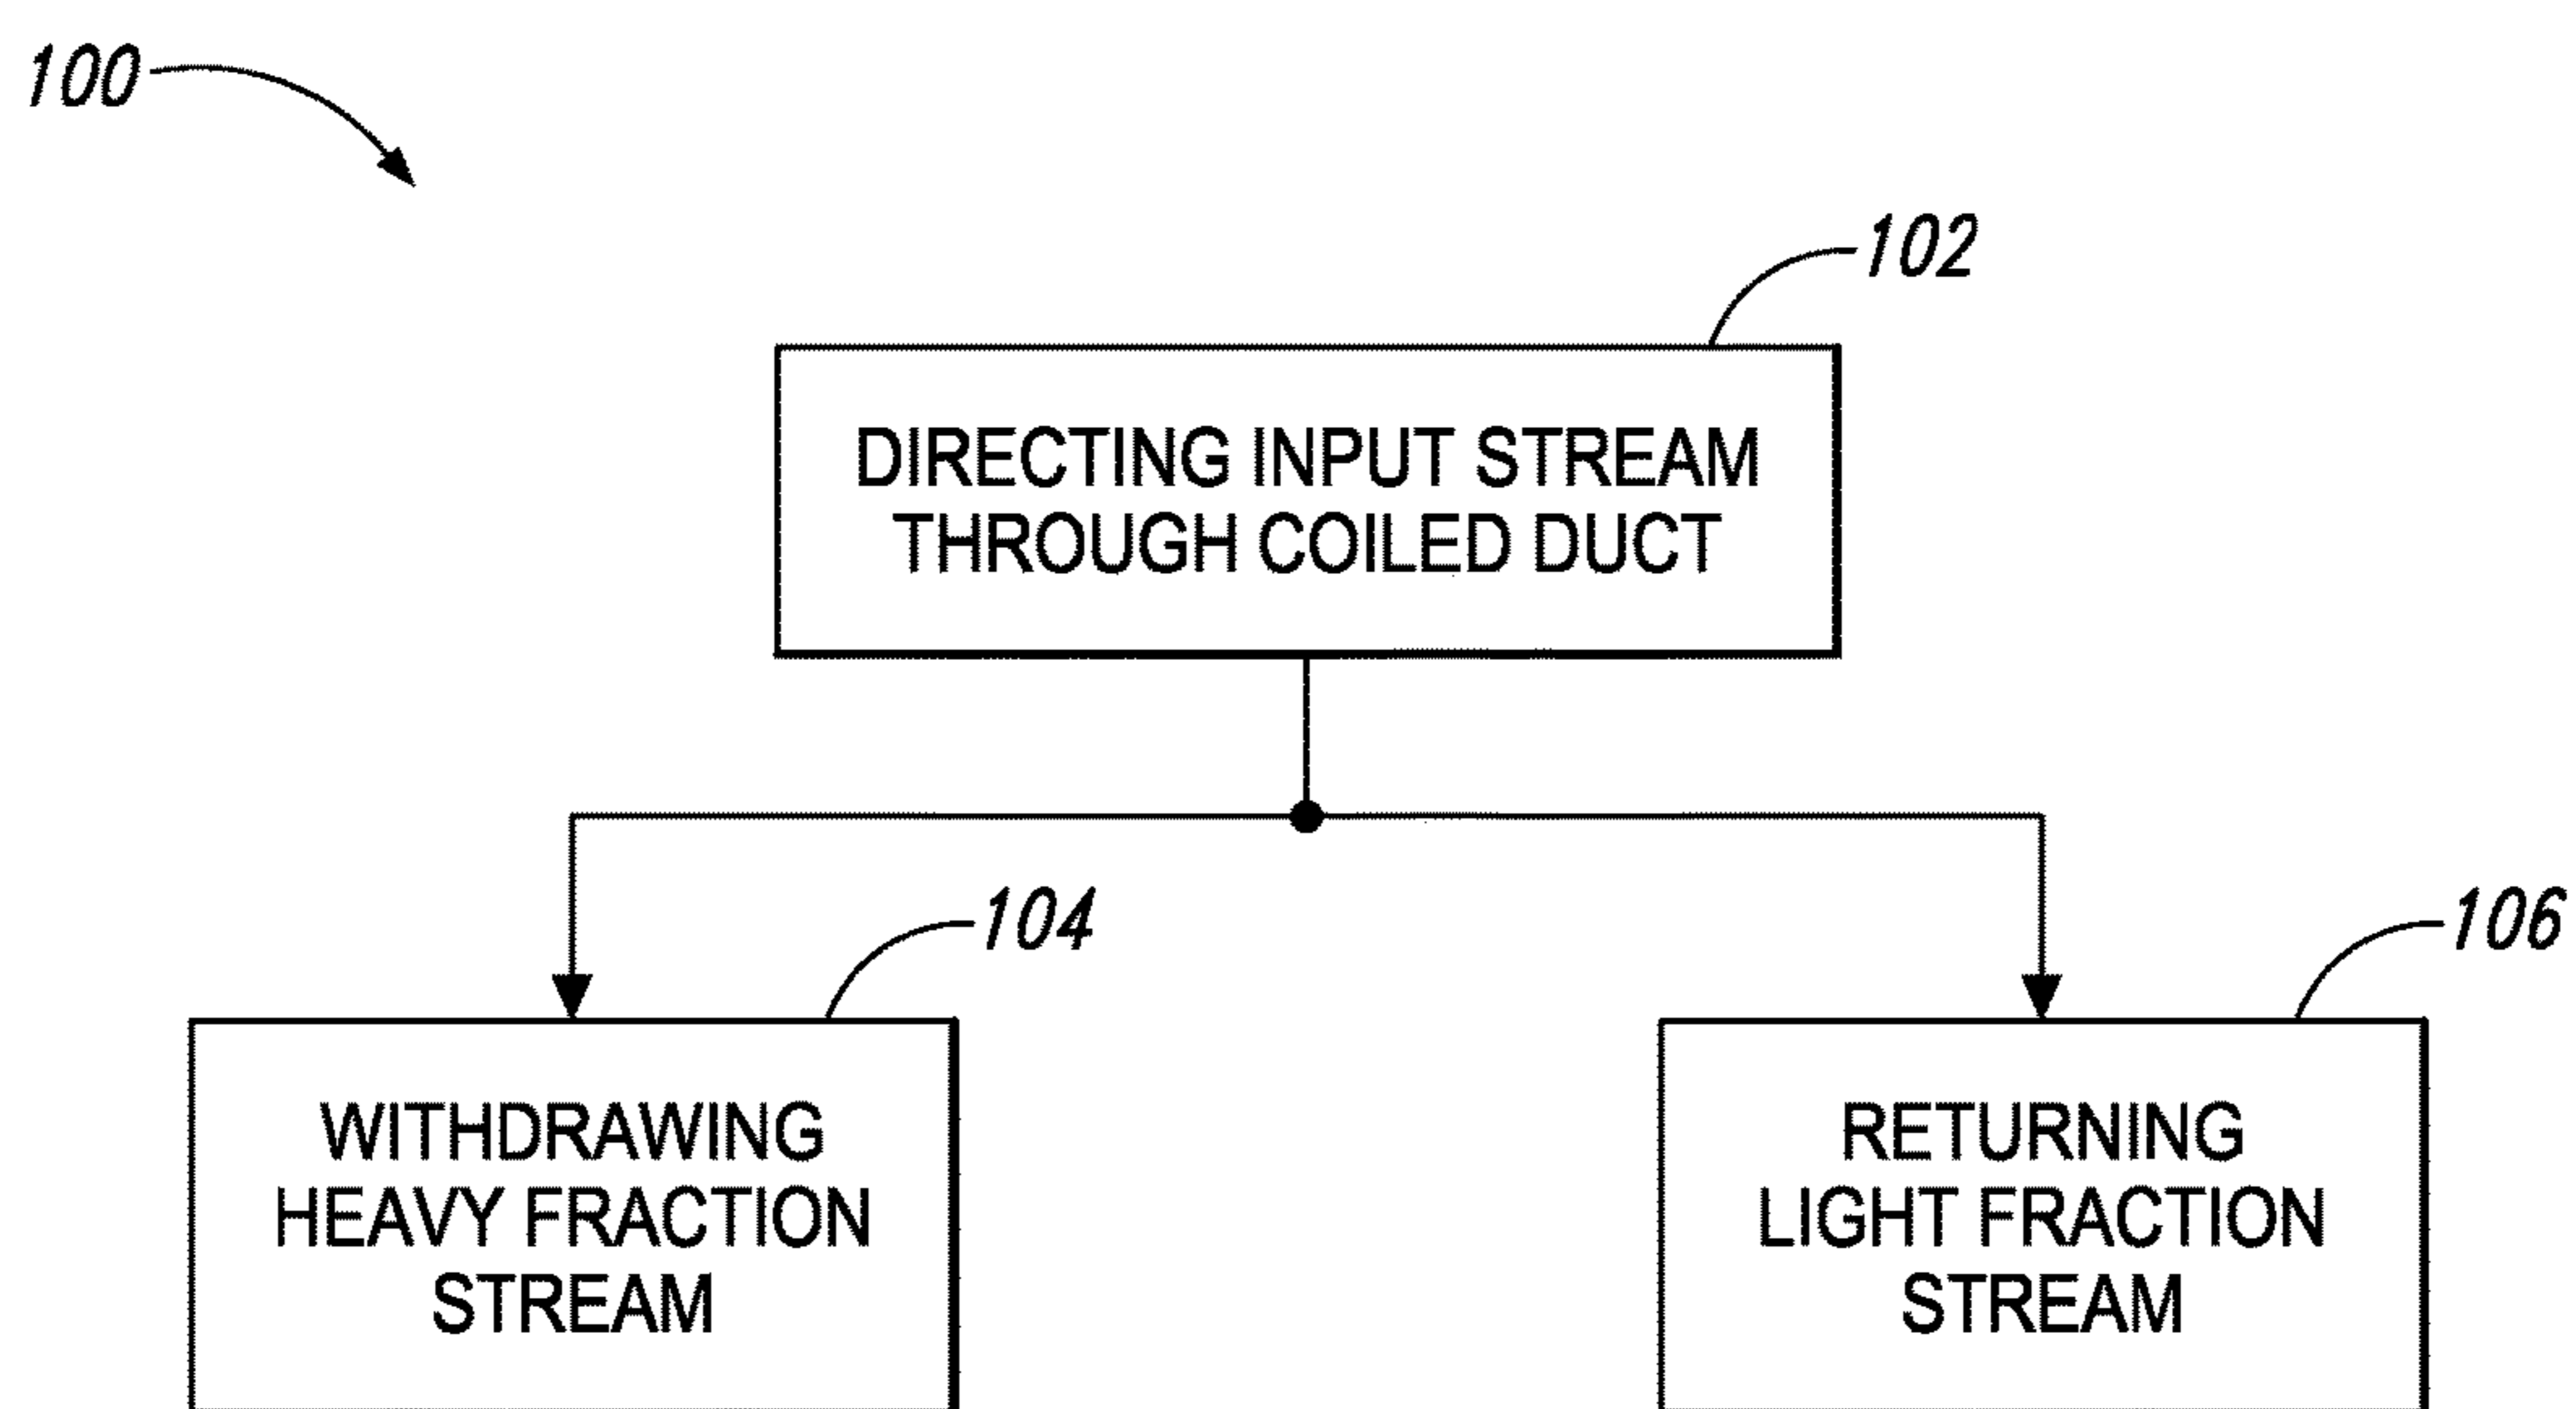 100
102
DIRECTING INPUT STREAM
THROUGH COILED DUCT
104
106
WITHDRAWING
HEAVY FRACTION
STREAM
RETURNING
LIGHT FRACTION
STREAM